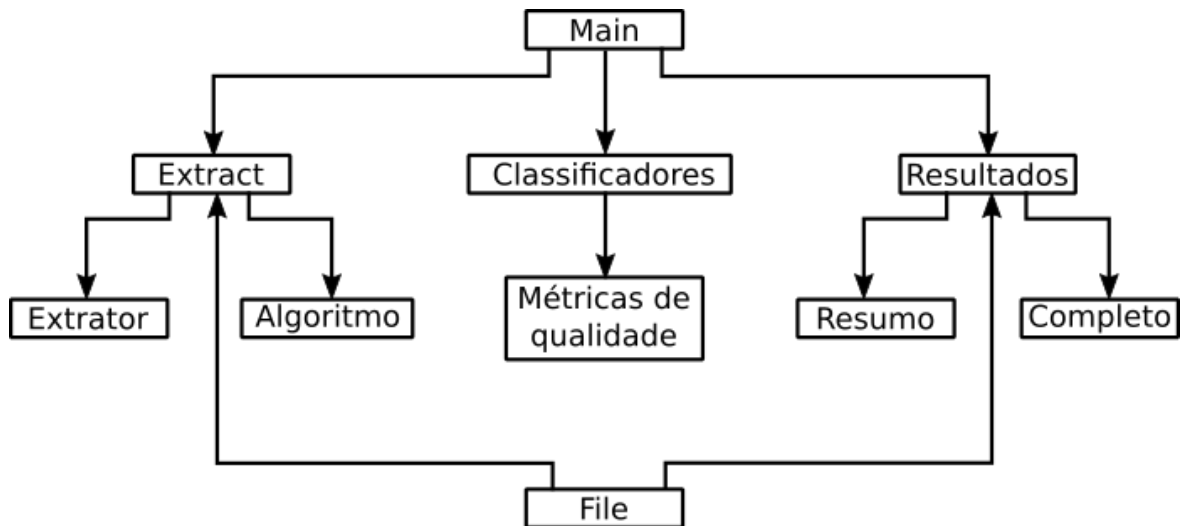 Main
Extract
Classificadores
Resultados
Extrator
Algoritmo
Métricas de
qualidade
Resumo
Completo
File